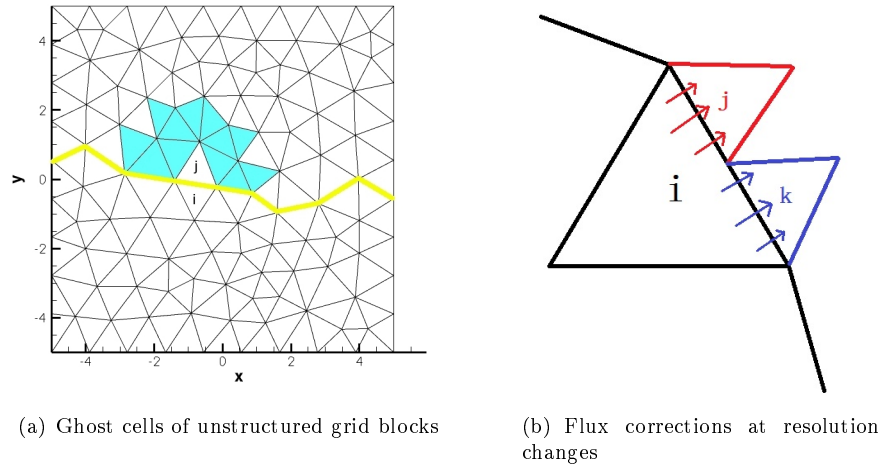 4
2
0
-2
-4
y
j
i
-4
-2
0
2
4
x
j
i
k
(a) Ghost cells of unstructured grid blocks
(b) Flux corrections at resolution
changes